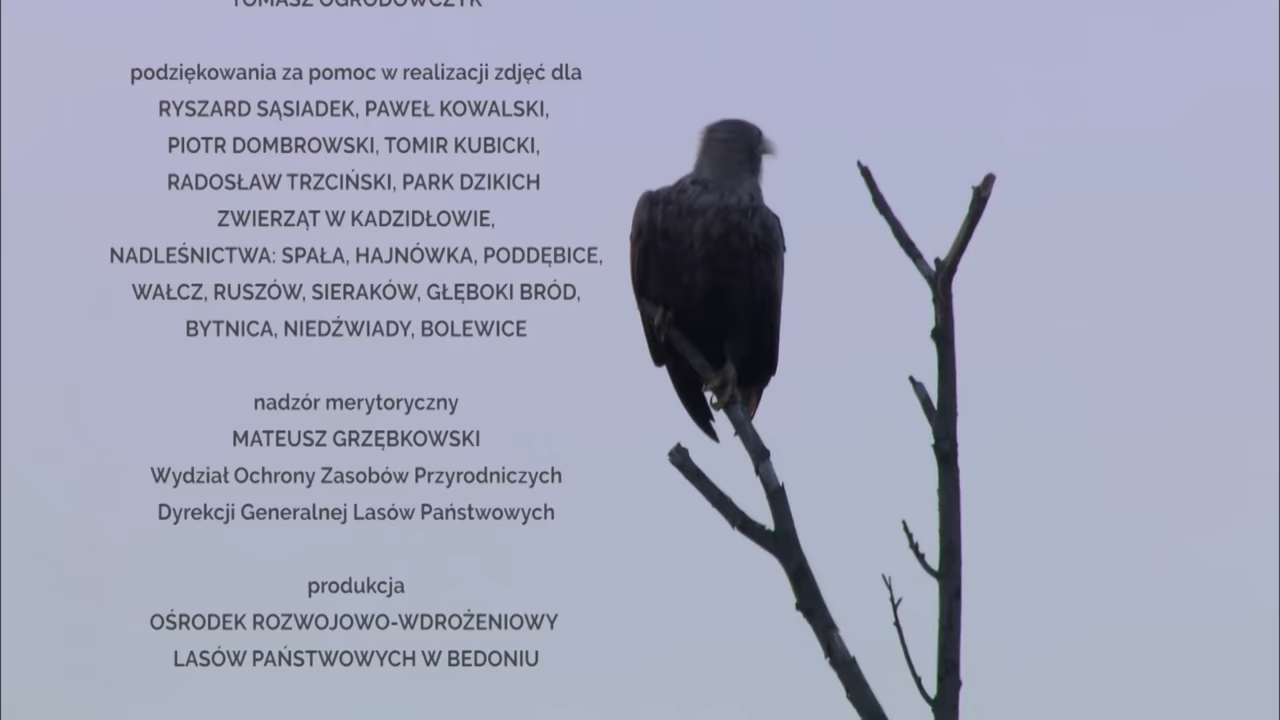 TOMASZ OGRODOWCZYK
podziękowania za pomoc w realizacji zdjęć dla
RYSZARD SĄSIADEK, PAWEŁ KOWALSKI,
PIOTR DOMBROWSKI, TOMIR KUBICKI,
RADOSŁAW TRZCIŃSKI, PARK DZIKICH
ZWIERZĄT W KADZIDŁOWIE,
NADLEŚNICTWA: SPAŁA, HAJNÓWKA, PODDĘBICE,
WAŁCZ, RUSZÓW, SIERAKÓW, GŁĘBOKI BRÓD,
BYTNICA, NIEDŹWIADY, BOLEWICE
nadzór merytoryczny
MATEUSZ GRZĘBKOWSKI
Wydział Ochrony Zasobów Przyrodniczych
Dyrekcji Generalnej Lasów Państwowych
produkcja
OŚRODEK ROZWOJOWO-WDROŻENIOWY
LASÓW PAŃSTWOWYCH W BEDONIU